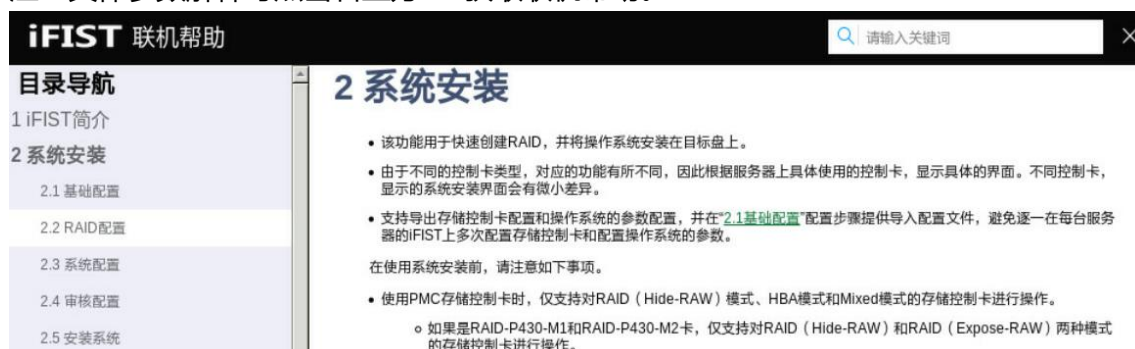 iFIST 联机帮助
请输入关键词
目录导航
1 iFIST简介
2 系统安装
2.1 基础配置
2.2 RAID配置
2.3 系统配置
2.4 审核配置
2.5 安装系统
2 系统安装
• 该功能用于快速创建RAID，并将操作系统安装在目标盘上。
• 由于不同的控制卡类型，对应的功能有所不同，因此根据服务器上具体使用的控制卡，显示具体的界面。不同控制卡，
显示的系统安装界面会有微小差异。
• 支持导出存储控制卡配置和操作系统的参数配置，并在“2.1基础配置”配置步骤提供导入配置文件，避免逐一在每台服务
器的iFIST上多次配置存储控制卡和配置操作系统的参数。
在使用系统安装前，请注意如下事项。
• 使用PMC存储控制卡时，仅支持对RAID（Hide-RAW）模式、HBA模式和Mixed模式的存储控制卡进行操作。
○ 如果是RAID-P430-M1和RAID-P430-M2卡，仅支持对RAID（Hide-RAW）和RAID（Expose-RAW）两种模式
的存储控制卡进行操作。